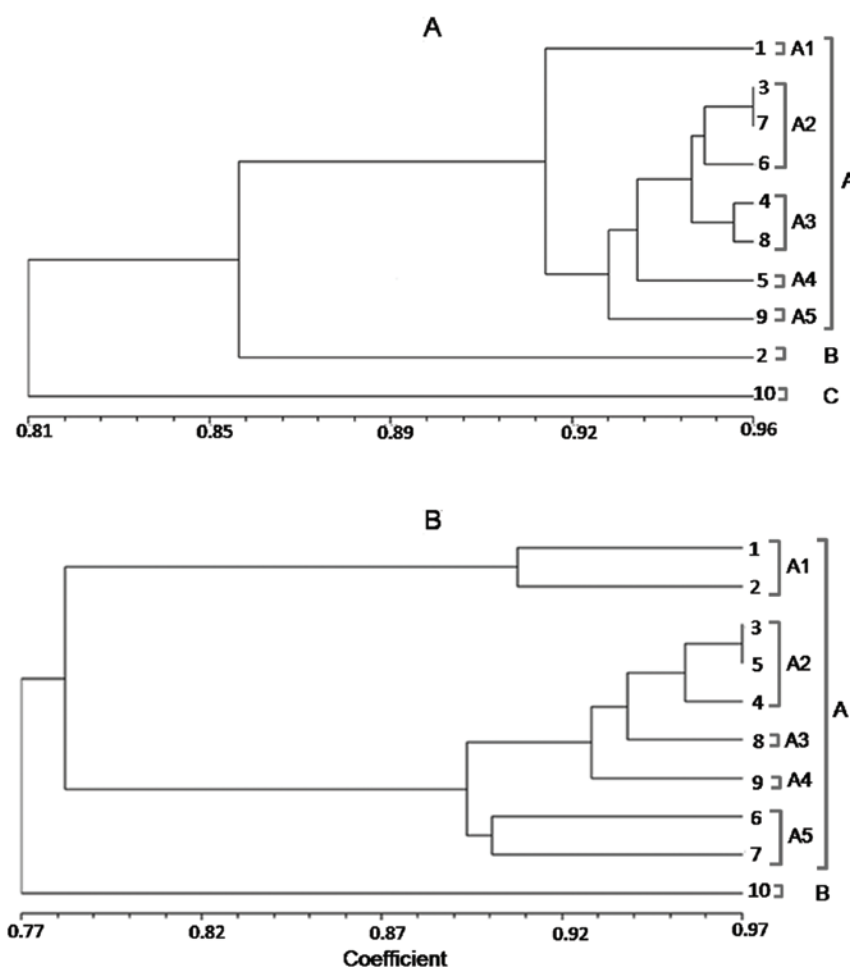 A
1 A1
3
7 A2
6
A
4
8 A3
5 A4
9 A5
2 B
10 C
0.81 0.85 0.89 0.92 0.96
B
1
A1
2
3
5 A2
4
A
8 A3
9 A4
6
A5
7
10 B
0.77 0.82 0.87 0.92 0.97
Coefficient